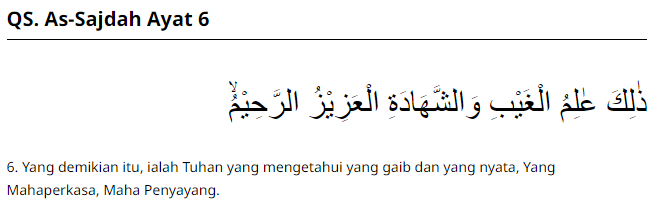 QS. As-Sajdah Ayat 6
ذٰلِكَ عٰلِمُ الْغَيْبِ وَالشَّهَادَةِ الْعَزِيْزُ الرَّحِيْمُۙ
6. Yang demikian itu, ialah Tuhan yang mengetahui yang gaib dan yang nyata, Yang
Mahaperkasa, Maha Penyayang.